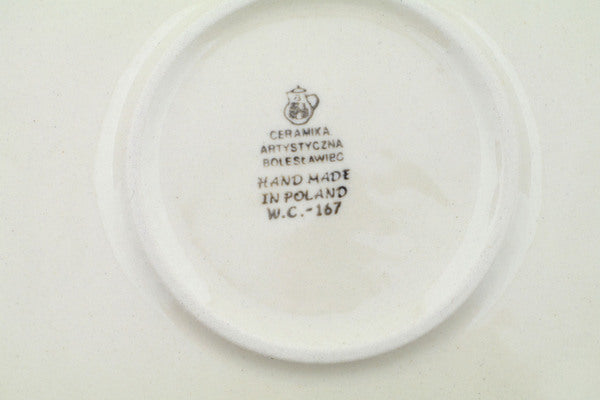 CERAMIKA
ARTYSTYCZNA
BOLESŁAWIEC
HAND MADE
IN POLAND
W.C.-167